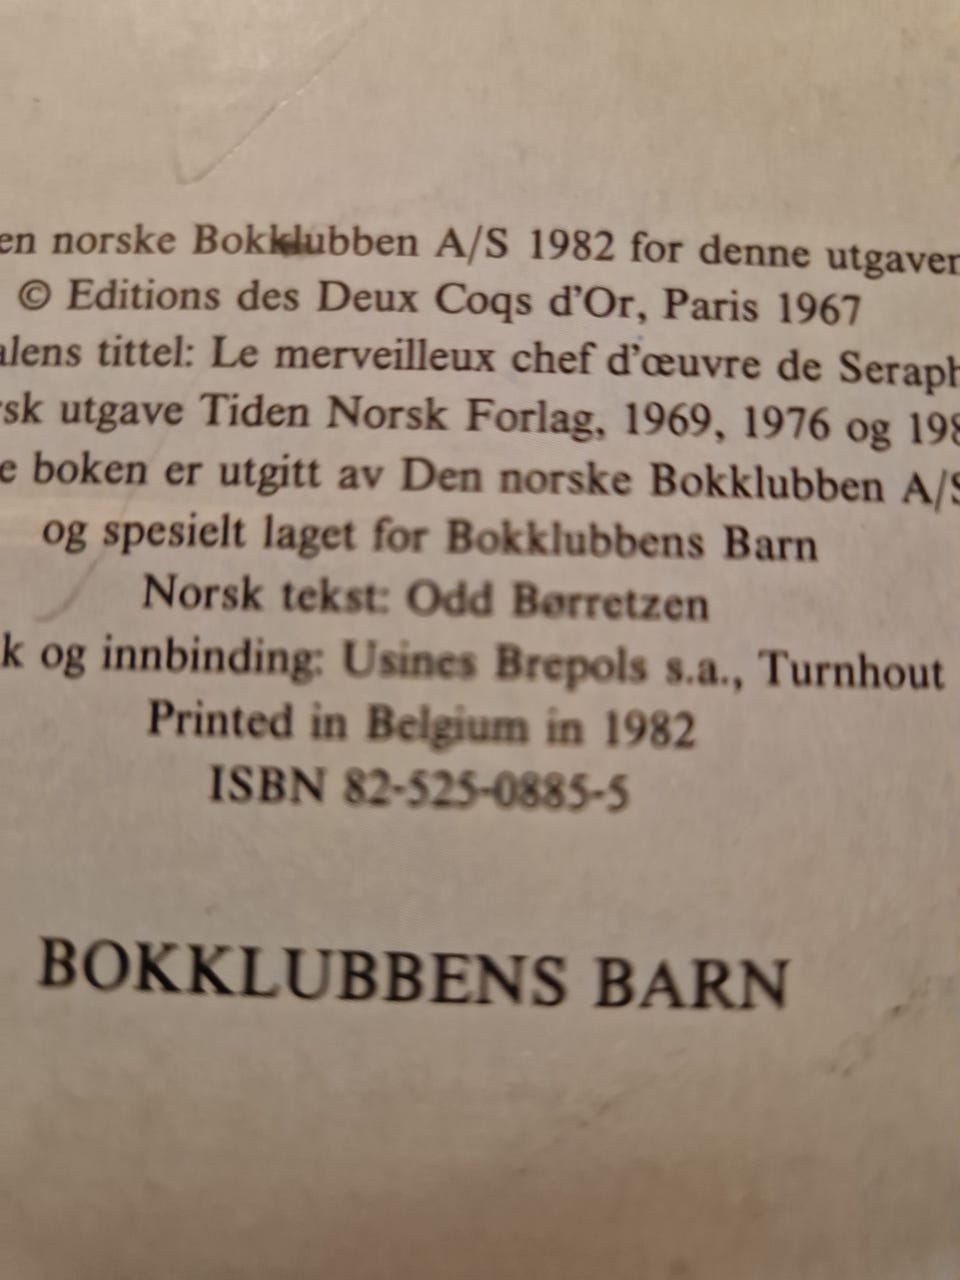 en norske Bokklubben A/S 1982 for denne utgaven
© Editions des Deux Coqs d'Or, Paris 1967
alens tittel: Le merveilleux chef d'œuvre de Seraph
rsk utgave Tiden Norsk Forlag, 1969, 1976 og 198
e boken er utgitt av Den norske Bokklubben A/S
og spesielt laget for Bokklubbens Barn
Norsk tekst: Odd Børretzen
k og innbinding: Usines Brepols s.a., Turnhout
Printed in Belgium in 1982
ISBN 82-525-0885-5
BOKKLUBBENS BARN